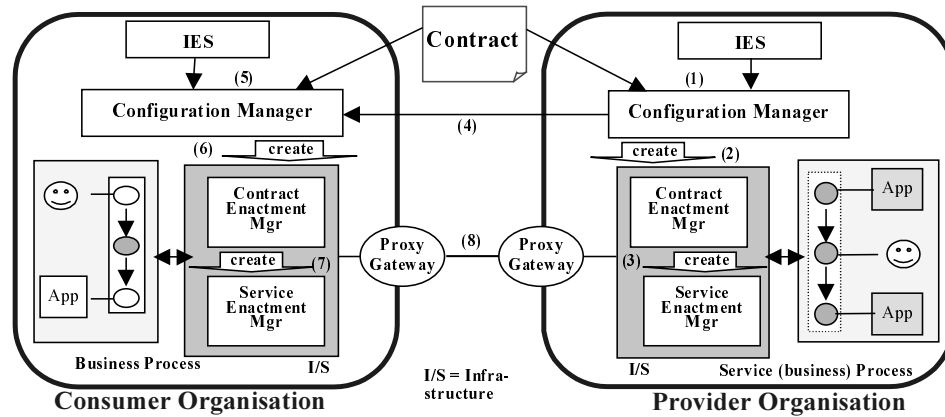 IES
Contract
IES
(5)
(1)
Configuration Manager
Configuration Manager
(4)
(6)
create
create
(2)
Contract
Enactment
Mgr
Contract
Enactment
Mgr
App
Proxy
Gateway
(8)
Proxy
Gateway
create
(7)
(3)
create
App
Service
Enactment
Mgr
Service
Enactment
Mgr
App
Business Process
I/S
I/S = Infra-
structure
I/S
Service (business) Process
Consumer Organisation
Provider Organisation